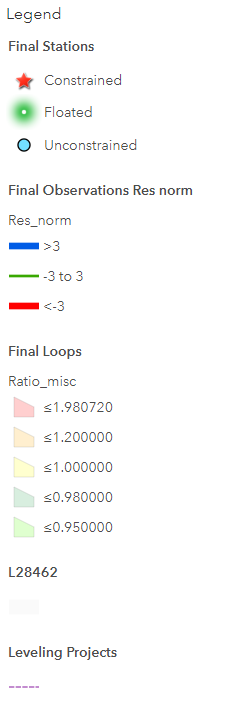 Legend
Final Stations
Constrained
Floated
Unconstrained
Final Observations Res norm
Res_norm
>3
-3 to 3
<-3
Final Loops
Ratio_misc
≤1.980720
≤1.200000
≤1.000000
≤0.980000
≤0.950000
L28462
Leveling Projects